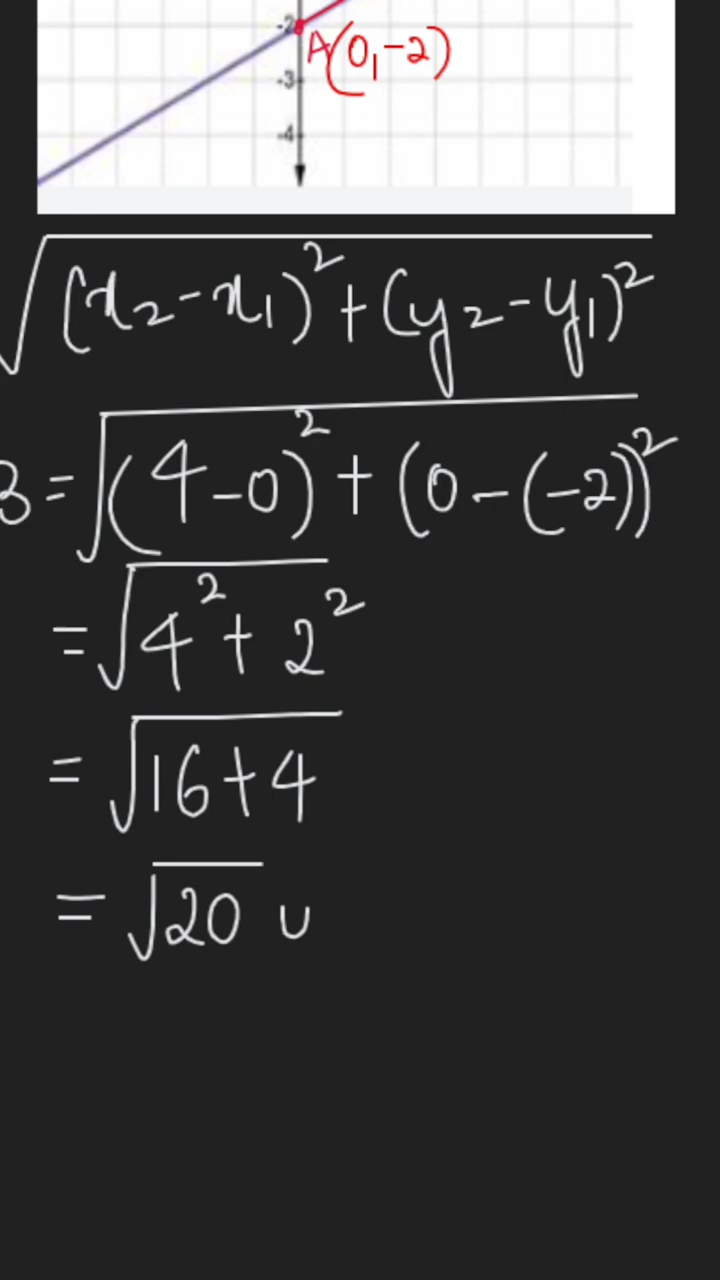 -2
A(0,-2)
-3
-4
√(x₂-x₁)²+(y₂-y₁)²
B=√(4-0)²+(0-(-2))²
=√4²+2²
=√16+4
=√20 u